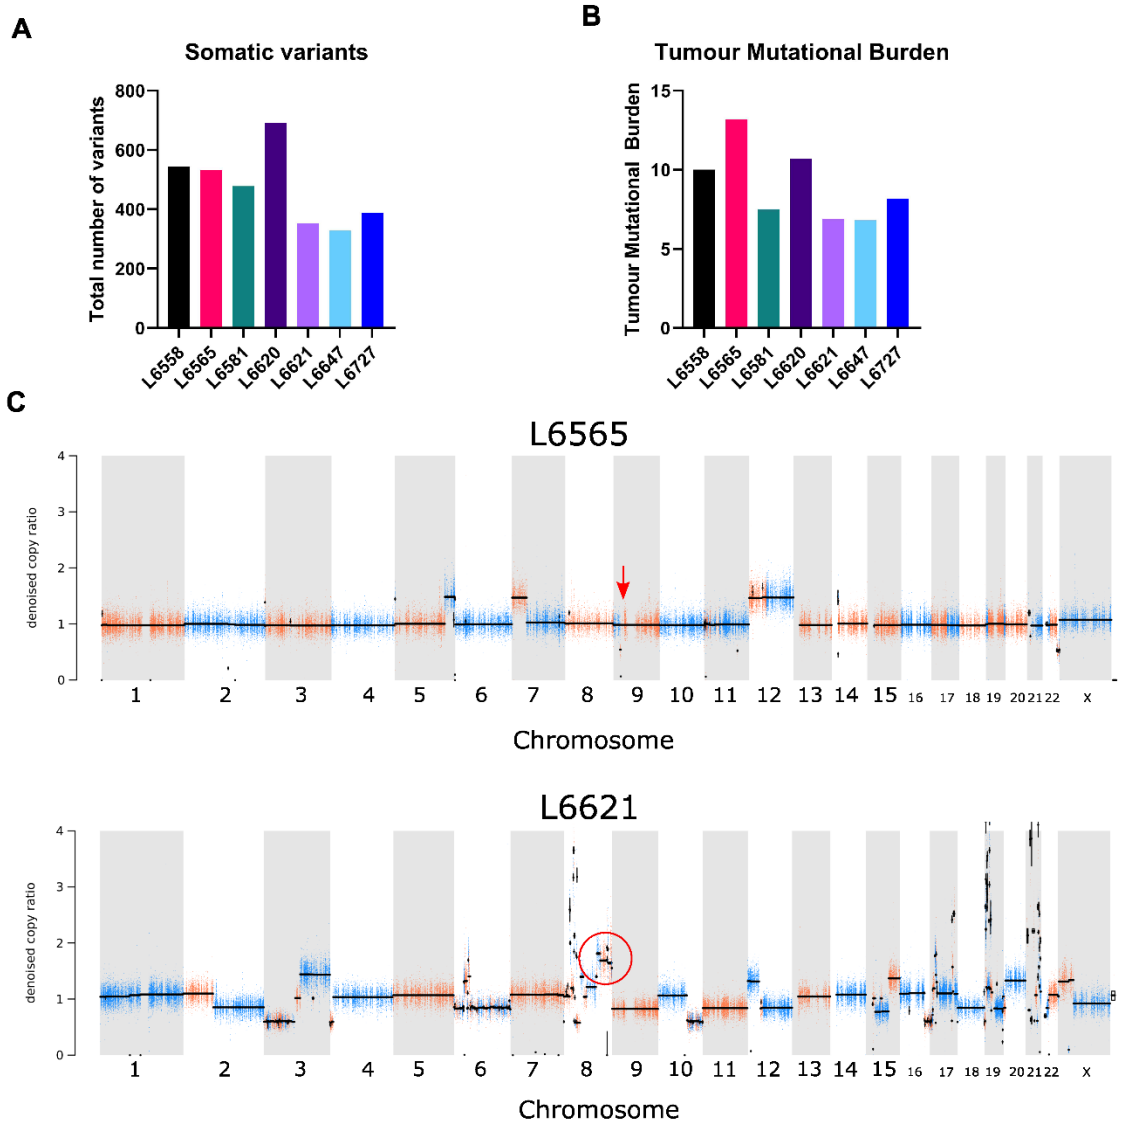 A
Somatic variants
Total number of variants
800
600
400
200
0
L6558 L6565 L6581 L6620 L6621 L6647 L6727
B
Tumour Mutational Burden
Tumour Mutational Burden
15
10
5
0
L6558 L6565 L6581 L6620 L6621 L6647 L6727
C
L6565
denoised copy ratio
4
3
2
1
0
1 2 3 4 5 6 7 8 9 10 11 12 13 14 15 16 17 18 19 20 21 22 X
Chromosome
L6621
denoised copy ratio
4
3
2
1
0
1 2 3 4 5 6 7 8 9 10 11 12 13 14 15 16 17 18 19 20 21 22 X
Chromosome